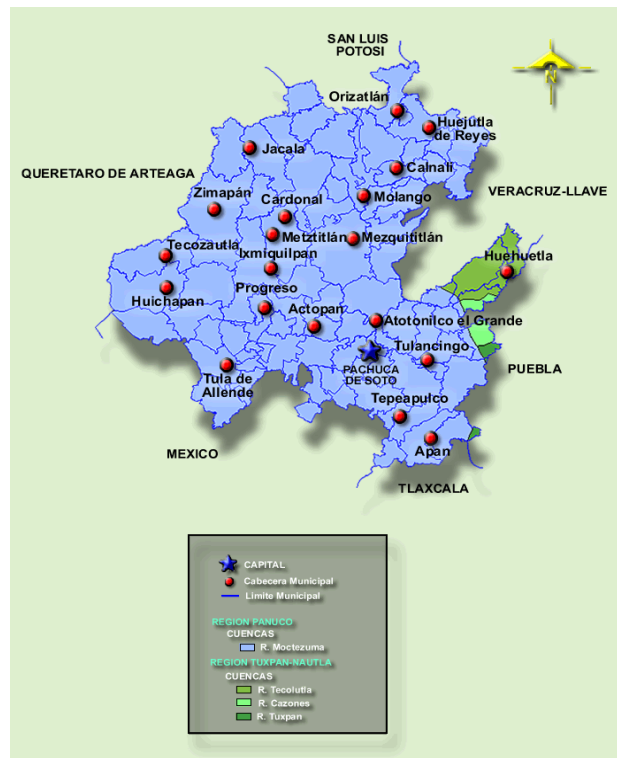 SAN LUIS
POTOSI
N
Orizatlán
Huejutla
de Reyes
Jacala
Calnali
QUERETARO DE ARTEAGA
Molango
VERACRUZ-LLAVE
Zimapán
Cardonal
Metztitlán
Mezquititlán
Tecozautla
Ixmiquilpan
Huehuetla
Progreso
Huichapan
Actopan
Atotonilco el Grande
Tulancingo
PACHUCA
DE SOTO
PUEBLA
Tula de
Allende
Tepeapulco
MEXICO
Apan
TLAXCALA
CAPITAL
Cabecera Municipal
Limite Municipal
REGION PANUCO
CUENCAS
R. Moctezuma
REGION TUXPAN-NAUTLA
CUENCAS
R. Tecolutla
R. Cazones
R. Tuxpan